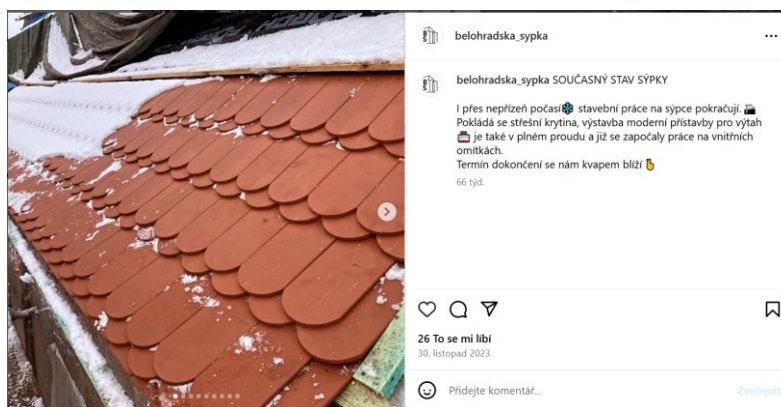 belohradska_sypka
belohradska_sypka SOUČASNÝ STAV SÝPKY
I přes nepřízeň počasí❄ stavební práce na sýpce pokračují.
Pokládá se střešní krytina, výstavba moderní přístavby pro výtah
je také v plném proudu a již se započaly práce na vnitřních
omítkách.
Termín dokončení se nám kvapem blíží
66 týd.
26 To se mi líbí
30. listopad 2023
Přidejte komentář...
Zveřejnit